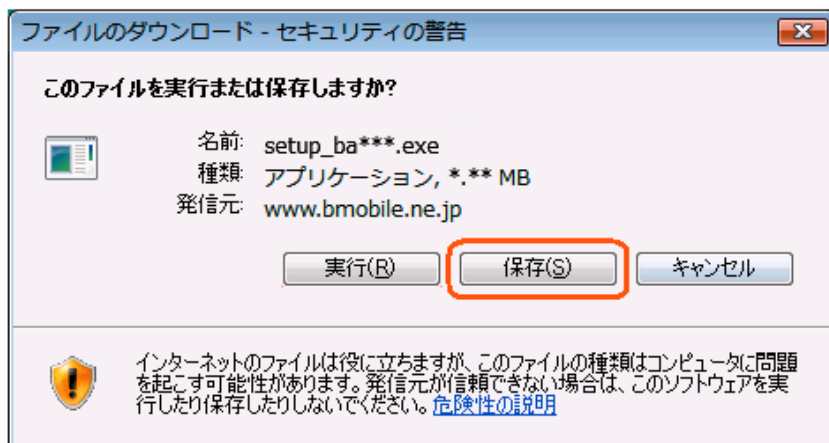 ファイルのダウンロード - セキュリティの警告
このファイルを実行または保存しますか?
名前: setup_ba***.exe
種類: アプリケーション, *.** MB
発信元: www.bmobile.ne.jp
実行(R) 保存(S) キャンセル
インターネットのファイルは役に立ちますが、このファイルの種類はコンピュータに問題
を起こす可能性があります。発信元が信頼できない場合は、このソフトウェアを実
行したり保存したりしないでください。危険性の説明